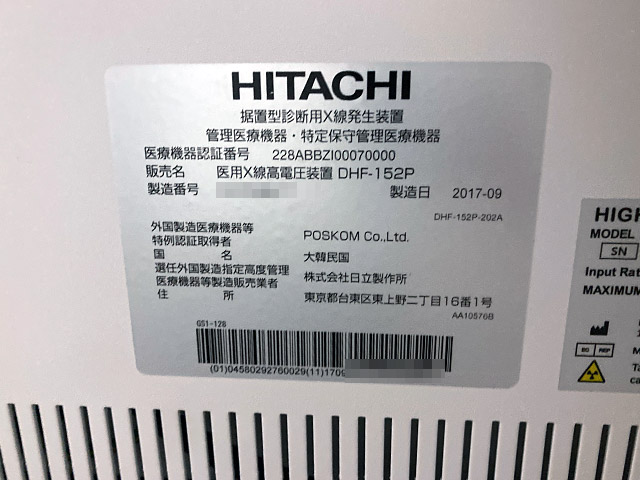 HITACHI
据置型診断用X線発生装置
管理医療機器・特定保守管理医療機器
医療機器認証番号 228ABBZI00070000
販売名 医用X線高電圧装置 DHF-152P
製造番号 製造日 2017-09
DHF-152P-202A
外国製造医療機器等
特例認証取得者 POSKOM Co.,Ltd.
国 名 大韓民国
選任外国製造指定高度管理
医療機器等製造販売業者 株式会社日立製作所
住 所 東京都台東区東上野二丁目16番1号
AA10576B
GS1-128
(01)04580292760029(11)1709
HIGH
MODEL
SN
Input Rat
MAXIMUM
EC REP
M
Ta
ca